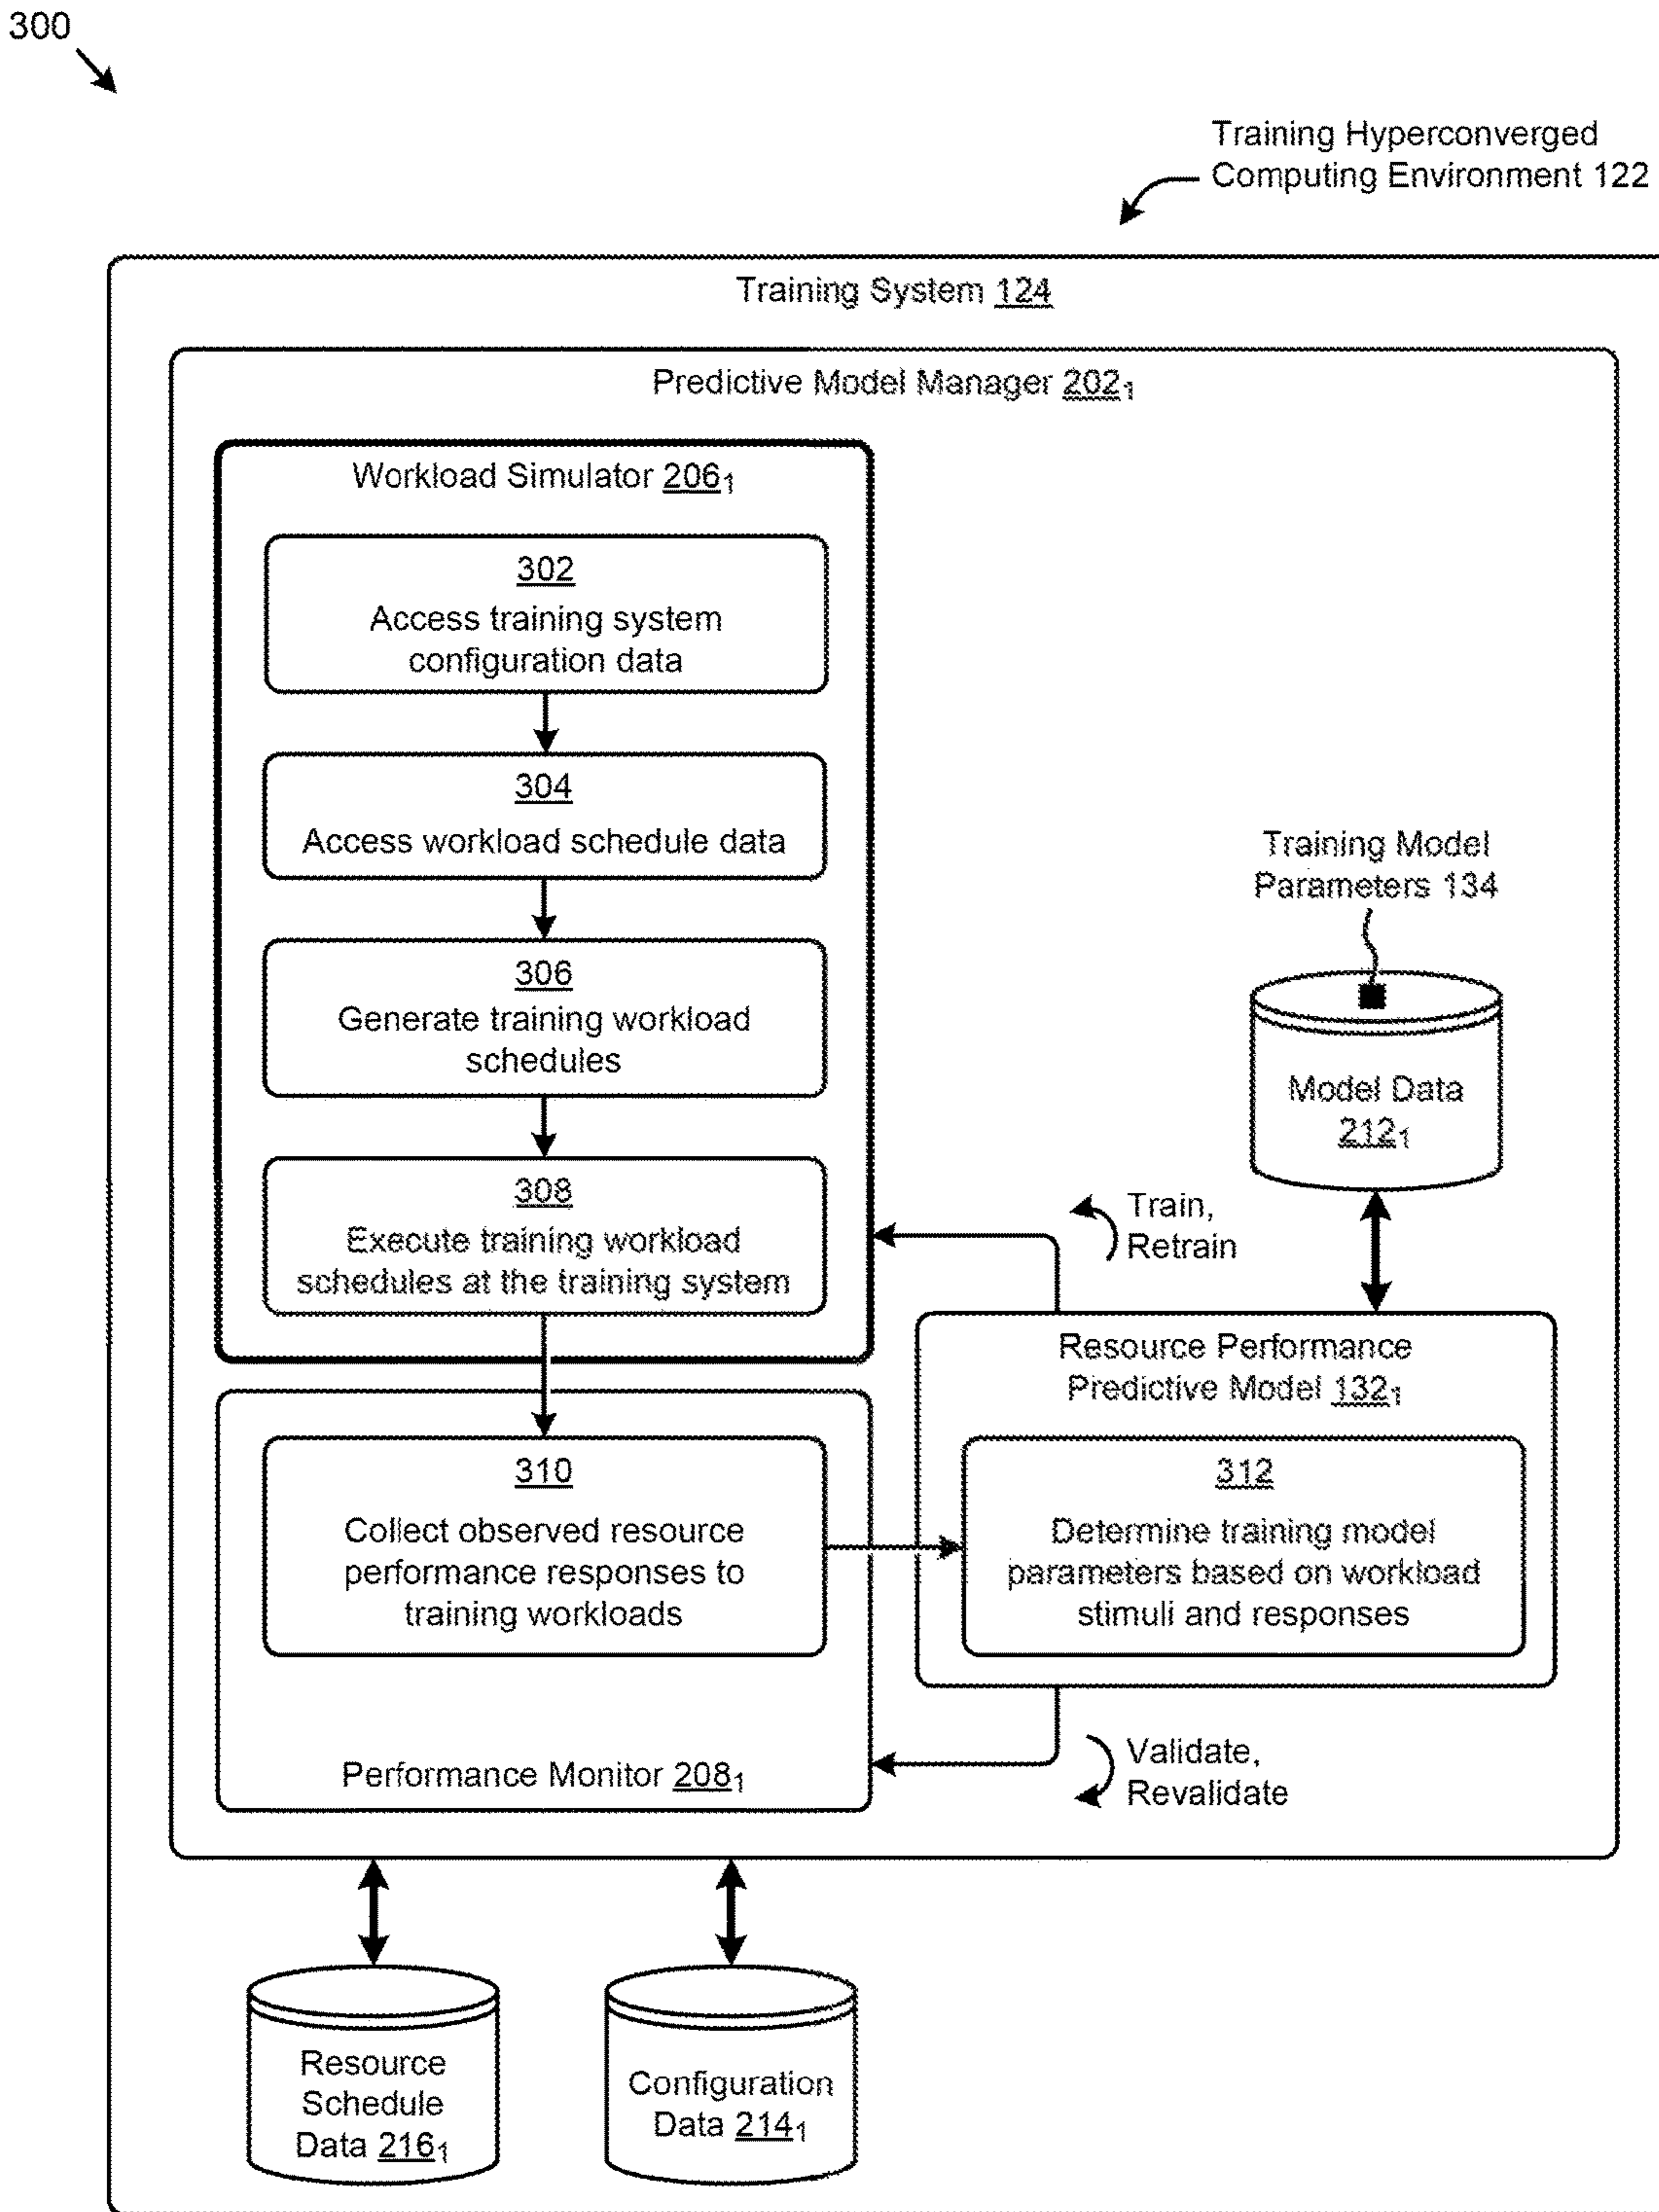 300
Training Hyperconverged
Computing Environment 122
Training System 124
Predictive Model Manager 202₁
Workload Simulator 206₁
302
Access training system
configuration data
304
Access workload schedule data
306
Generate training workload
schedules
308
Execute training workload
schedules at the training system
Training Model
Parameters 134
Model Data
212₁
Train,
Retrain
Resource Performance
Predictive Model 132₁
310
Collect observed resource
performance responses to
training workloads
312
Determine training model
parameters based on workload
stimuli and responses
Performance Monitor 208₁
Validate,
Revalidate
Resource
Schedule
Data 216₁
Configuration
Data 214₁